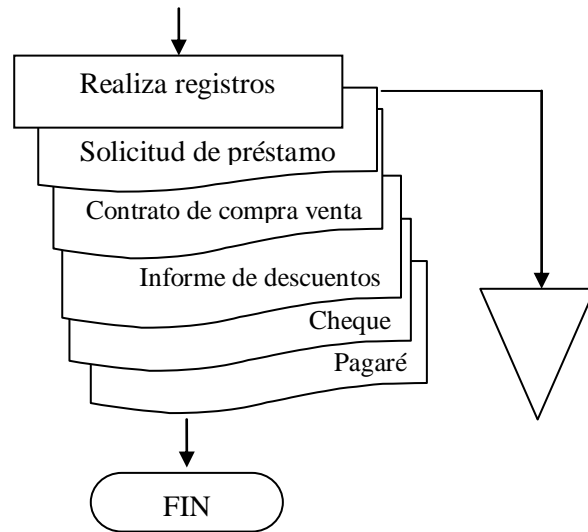 Realiza registros
Solicitud de préstamo
Contrato de compra venta
Informe de descuentos
Cheque
Pagaré
FIN